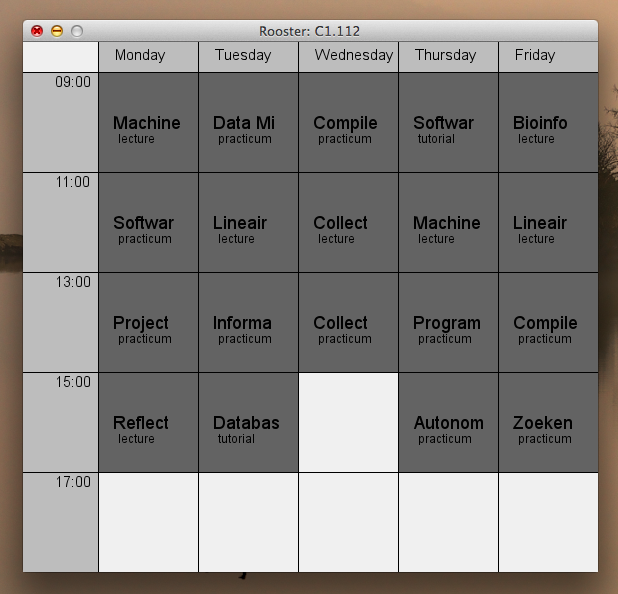 Rooster: C1.112
Monday Tuesday Wednesday Thursday Friday
09:00
Machine Data Mi Compile Softwar Bioinfo
lecture practicum practicum tutorial lecture
11:00
Softwar Lineair Collect Machine Lineair
practicum lecture lecture lecture lecture
13:00
Project Informa Collect Program Compile
practicum practicum practicum practicum practicum
15:00
Reflect Databas Autonom Zoeken
lecture tutorial practicum practicum
17:00